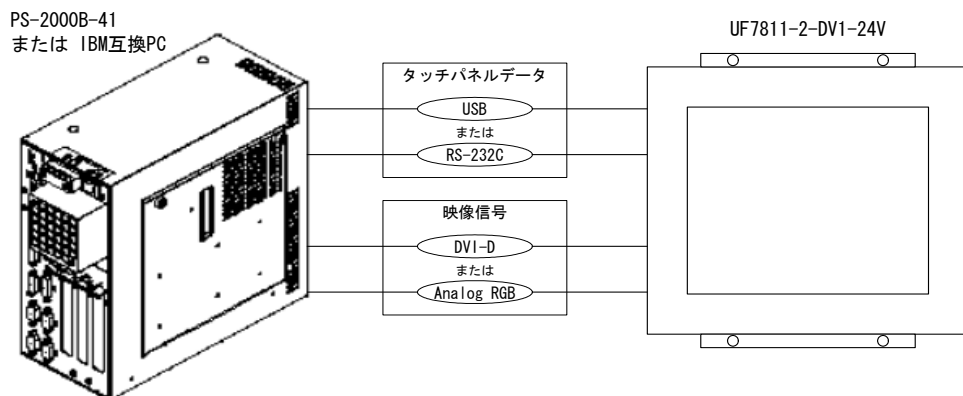 PS-2000B-41
または IBM互換PC
UF7811-2-DV1-24V
タッチパネルデータ
USB
または
RS-232C
映像信号
DVI-D
または
Analog RGB